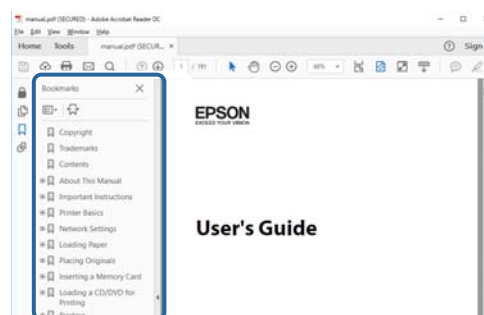 manual.pdf (SECURED) - Adobe Acrobat Reader DC
File Edit View Window Help
Home Tools manual.pdf (SECUR... ×
Sign
1 / 191
Bookmarks
Copyright
Trademarks
Contents
About This Manual
Important Instructions
Printer Basics
Network Settings
Loading Paper
Placing Originals
Inserting a Memory Card
Loading a CD/DVD for
Printing
EPSON
EXCEED YOUR VISION
User's Guide